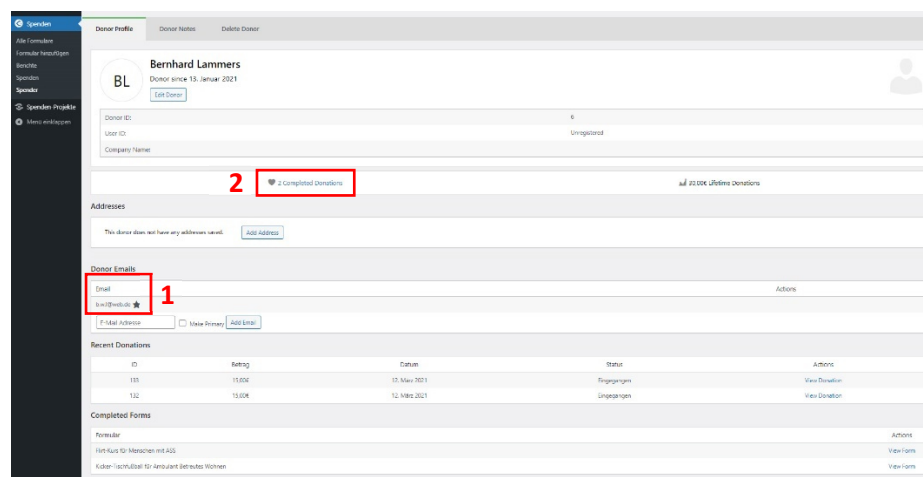 Spenden
Alle Formulare
Formular hinzufügen
Berichte
Spenden
Spender
Spenden-Projekte
Menü einklappen
Donor Profile Donor Notes Delete Donor
BL
Bernhard Lammers
Donor since 13. Januar 2021
Edit Donor
Donor ID: 6
User ID: Unregistered
Company Name:
2
2 Completed Donations 30,00€ Lifetime Donations
Addresses
This donor does not have any addresses saved. Add Address
Donor Emails
Email Actions
1
E-Mail Adresse Make Primary Add Email
Recent Donations
ID Betrag Datum Status Actions
133 15,00€ 12. März 2021 Eingegangen View Donation
132 15,00€ 12. März 2021 Eingegangen View Donation
Completed Forms
Formular Actions
Flirt-Kurs für Menschen mit ASS View Form
Kicker-Tischfußball für Ambulant Betreutes Wohnen View Form